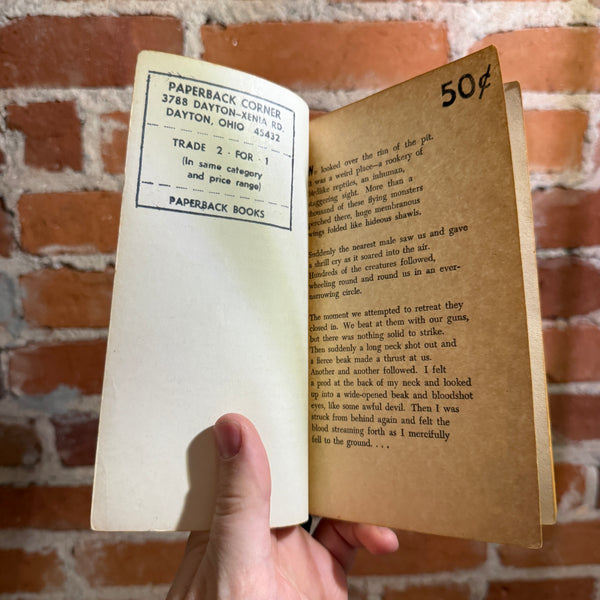 PAPERBACK CORNER
3788 DAYTON-XENIA RD.
DAYTON, OHIO 45432
TRADE 2 - FOR - 1
(In same category
and price range)
PAPERBACK BOOKS
50¢
We looked over the rim of the pit.
It was a weird place—a rookery of
birdlike reptiles, an inhuman,
staggering sight. More than a
thousand of these flying monsters
perched there, huge membranous
wings folded like hideous shawls.
Suddenly the nearest male saw us and gave
a shrill cry as it soared into the air.
Hundreds of the creatures followed,
wheeling round and round us in an ever-
narrowing circle.
The moment we attempted to retreat they
closed in. We beat at them with our guns,
but there was nothing solid to strike.
Then suddenly a long neck shot out and
a fierce beak made a thrust at us.
Another and another followed. I felt
a prod at the back of my neck and looked
up into a wide-opened beak and bloodshot
eyes, like some awful devil. Then I was
struck from behind again and felt the
blood streaming forth as I mercifully
fell to the ground. . . .